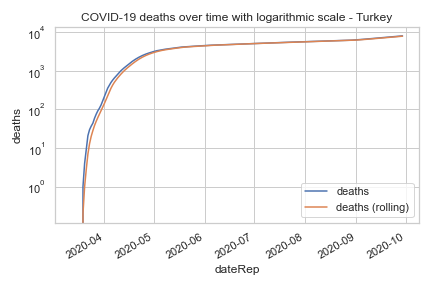 COVID-19 deaths over time with logarithmic scale - Turkey
10⁴
10³
10²
10¹
10⁰
deaths
deaths
deaths (rolling)
2020-04
2020-05
2020-06
2020-07
2020-08
2020-09
2020-10
dateRep